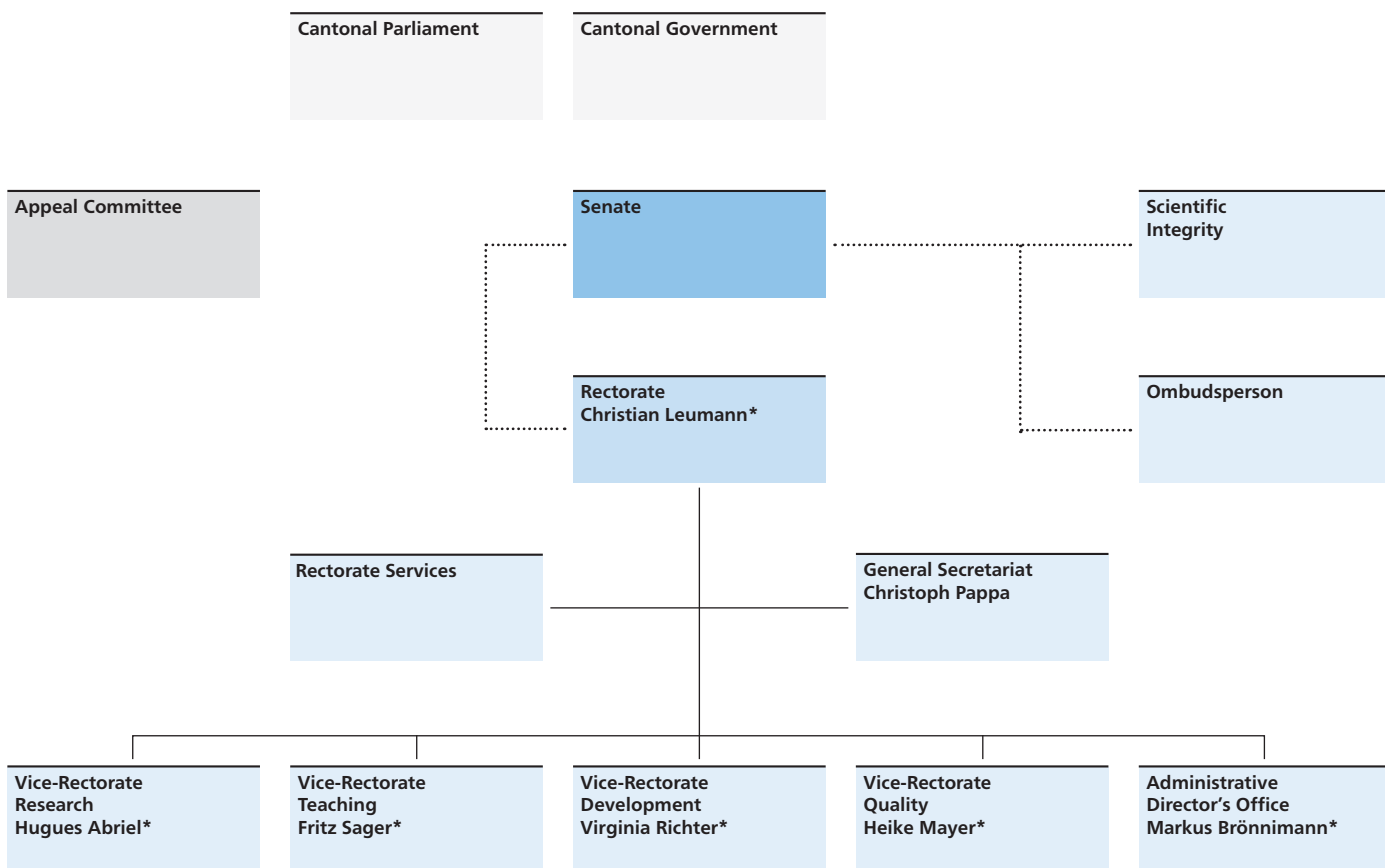 Cantonal Parliament
Cantonal Government
Appeal Committee
Senate
Scientific
Integrity
Rectorate
Christian Leumann*
Ombudsperson
Rectorate Services
General Secretariat
Christoph Pappa
Vice-Rectorate
Research
Hugues Abriel*
Vice-Rectorate
Teaching
Fritz Sager*
Vice-Rectorate
Development
Virginia Richter*
Vice-Rectorate
Quality
Heike Mayer*
Administrative
Director’s Office
Markus Brönnimann*